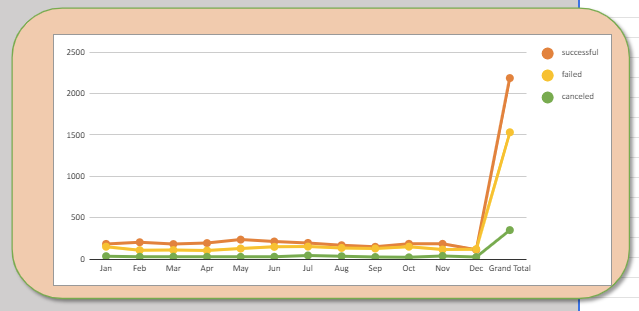 2500
2000
1500
1000
500
0
Jan Feb Mar Apr May Jun Jul Aug Sep Oct Nov Dec Grand Total
successful
failed
canceled